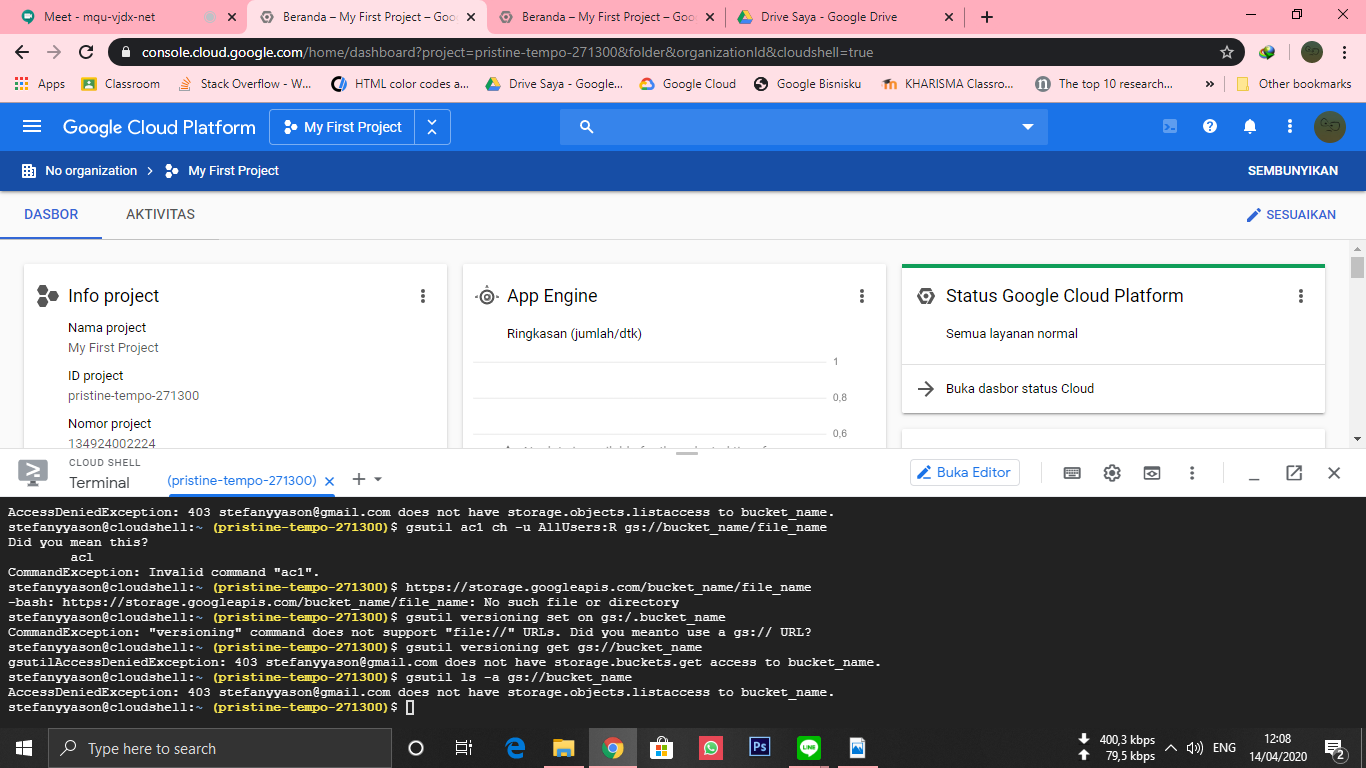 Meet - mqu-vjdx-net
Beranda – My First Project – Goo
Beranda – My First Project – Goo
Drive Saya - Google Drive
console.cloud.google.com/home/dashboard?project=pristine-tempo-271300&folder&organizationId&cloudshell=true
Apps
Classroom
Stack Overflow - W...
HTML color codes a...
Drive Saya - Google...
Google Cloud
Google Bisnisku
KHARISMA Classro...
The top 10 research...
Other bookmarks
Google Cloud Platform
My First Project
No organization
My First Project
SEMBUNYIKAN
DASBOR
AKTIVITAS
SESUAIKAN
Info project
Nama project
My First Project
ID project
pristine-tempo-271300
Nomor project
134924002224
App Engine
Ringkasan (jumlah/dtk)
1
0,8
0,6
Status Google Cloud Platform
Semua layanan normal
Buka dasbor status Cloud
CLOUD SHELL
Terminal
(pristine-tempo-271300)
Buka Editor
AccessDeniedException: 403 stefanyyason@gmail.com does not have storage.objects.listaccess to bucket_name.
stefanyyason@cloudshell:~ (pristine-tempo-271300)$ gsutil ac1 ch -u AllUsers:R gs://bucket_name/file_name
Did you mean this?
acl
CommandException: Invalid command "ac1".
stefanyyason@cloudshell:~ (pristine-tempo-271300)$ https://storage.googleapis.com/bucket_name/file_name
-bash: https://storage.googleapis.com/bucket_name/file_name: No such file or directory
stefanyyason@cloudshell:~ (pristine-tempo-271300)$ gsutil versioning set on gs:/.bucket_name
CommandException: "versioning" command does not support "file://" URLs. Did you meanto use a gs:// URL?
stefanyyason@cloudshell:~ (pristine-tempo-271300)$ gsutil versioning get gs://bucket_name
gsutilAccessDeniedException: 403 stefanyyason@gmail.com does not have storage.buckets.get access to bucket_name.
stefanyyason@cloudshell:~ (pristine-tempo-271300)$ gsutil ls -a gs://bucket_name
AccessDeniedException: 403 stefanyyason@gmail.com does not have storage.objects.listaccess to bucket_name.
stefanyyason@cloudshell:~ (pristine-tempo-271300)$
Type here to search
Ps
LINE
400,3 kbps
79,5 kbps
ENG
12:08
14/04/2020
2